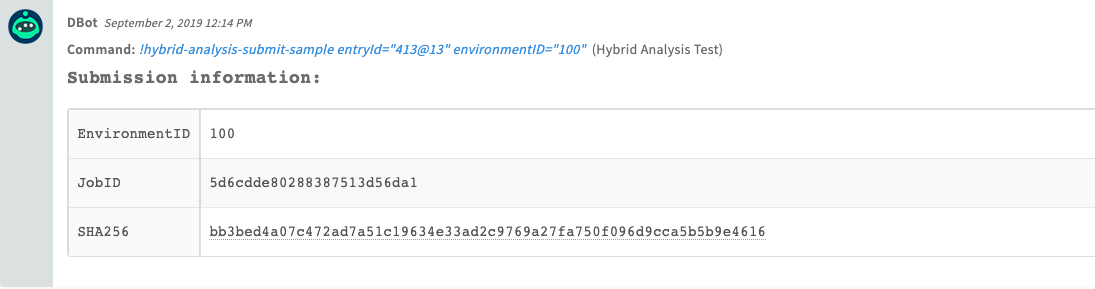 DBot September 2, 2019 12:14 PM
Command: !hybrid-analysis-submit-sample entryId="413@13" environmentID="100" (Hybrid Analysis Test)
Submission information:
EnvironmentID 100
JobID 5d6cdde80288387513d56da1
SHA256 bb3bed4a07c472ad7a51c19634e33ad2c9769a27fa750f096d9cca5b5b9e4616